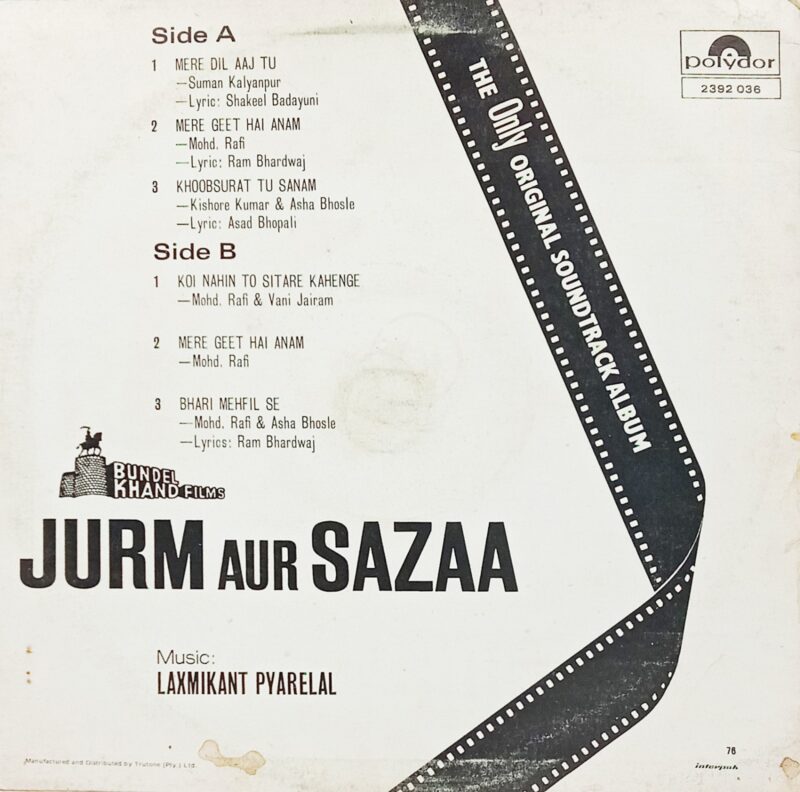 Side A
1 MERE DIL AAJ TU
—Suman Kalyanpur
—Lyric: Shakeel Badayuni
2 MERE GEET HAI ANAM
—Mohd. Rafi
—Lyric: Ram Bhardwaj
3 KHOOBSURAT TU SANAM
—Kishore Kumar & Asha Bhosle
—Lyric: Asad Bhopali
Side B
1 KOI NAHIN TO SITARE KAHENGE
—Mohd. Rafi & Vani Jairam
2 MERE GEET HAI ANAM
—Mohd. Rafi
3 BHARI MEHFIL SE
—Mohd. Rafi & Asha Bhosle
—Lyrics: Ram Bhardwaj
THE Only ORIGINAL SOUNDTRACK ALBUM
polydor
2392 036
BUNDEL
KHAND FILMS
JURM AUR SAZAA
Music:
LAXMIKANT PYARELAL
Manufactured and Distributed by Trutone (Pty.) Ltd.
76
interpak